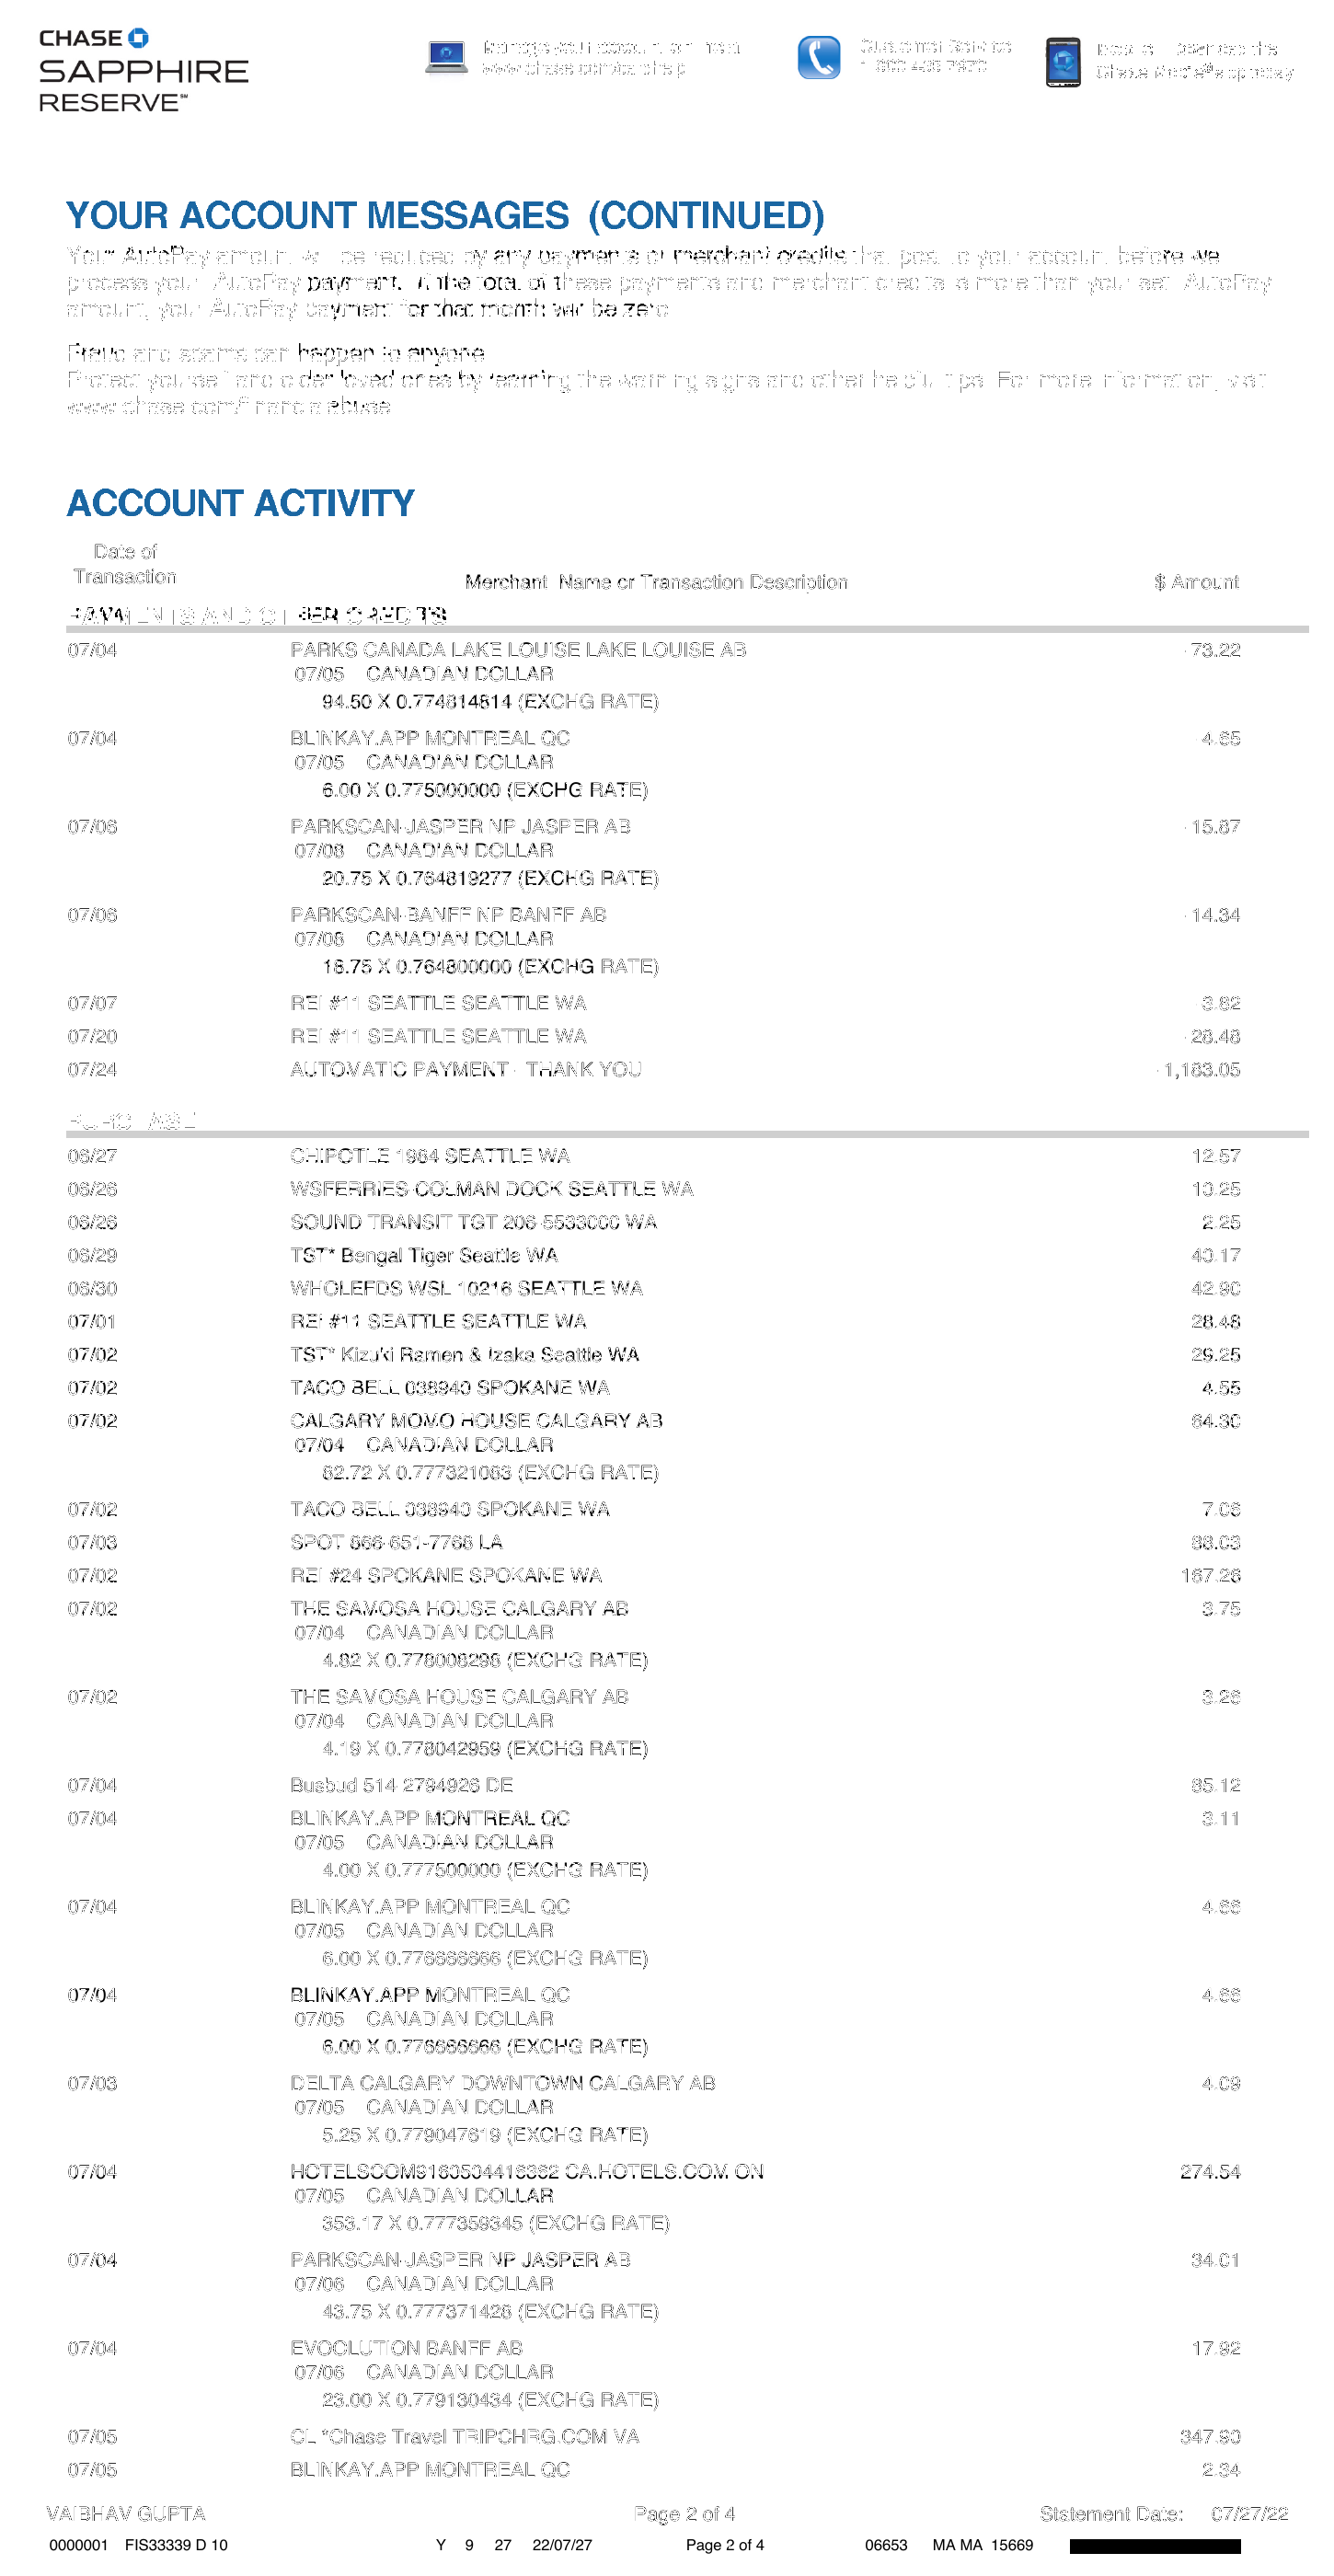 CHASE
SAPPHIRE
RESERVE℠
Manage your account online at
www.chase.com/cardhelp
Customer Service
Mobile: Download the
Chase Mobile® app today
YOUR ACCOUNT MESSAGES (CONTINUED)
Your AutoPay amount will be reduced by any payments or merchant credits that post to your account before we
process your AutoPay payment. If the total of these payments and merchant credits is more than your set AutoPay
amount, your AutoPay payment for that month will be zero.
Fraud and scams can happen to anyone
Protect yourself and older loved ones by learning the warning signs and other helpful tips. For more information, visit
www.chase.com/financialabuse
ACCOUNT ACTIVITY
Date of
Transaction Merchant Name or Transaction Description $ Amount
PAYMENTS AND OTHER CREDITS
07/04 PARKS CANADA LAKE LOUISE LAKE LOUISE AB -73.22
07/05 CANADIAN DOLLAR
94.50 X 0.774814814 (EXCHG RATE)
07/04 BLINKAY.APP MONTREAL QC -4.65
07/05 CANADIAN DOLLAR
6.00 X 0.775000000 (EXCHG RATE)
07/06 PARKSCAN-JASPER NP JASPER AB -15.87
07/08 CANADIAN DOLLAR
20.75 X 0.764819277 (EXCHG RATE)
07/06 PARKSCAN-BANFF NP BANFF AB -14.34
07/08 CANADIAN DOLLAR
18.75 X 0.764800000 (EXCHG RATE)
07/07 REI #11 SEATTLE SEATTLE WA -3.82
07/20 REI #11 SEATTLE SEATTLE WA -28.48
07/24 AUTOMATIC PAYMENT - THANK YOU -1,183.05
PURCHASE
06/27 CHIPOTLE 1964 SEATTLE WA 12.57
06/26 WSFERRIES-COLMAN DOCK SEATTLE WA
06/26 SOUND TRANSIT TGT 206-5533000 WA 2.25
06/29 TST* Bengal Tiger Seattle WA
06/30 WHOLEFDS WSL 10216 SEATTLE WA 42.90
07/01 REI #11 SEATTLE SEATTLE WA 28.48
07/02 TST* Kizuki Ramen & Izaka Seattle WA 29.25
07/02 TACO BELL 038940 SPOKANE WA 4.55
07/02 CALGARY MOMO HOUSE CALGARY AB 64.30
07/04 CANADIAN DOLLAR
82.72 X 0.777321083 (EXCHG RATE)
07/02 TACO BELL 038940 SPOKANE WA 7.06
07/03 SPOT 866-651-7768 LA 88.03
07/02 REI #24 SPOKANE SPOKANE WA 167.26
07/02 THE SAMOSA HOUSE CALGARY AB 3.75
07/04 CANADIAN DOLLAR
4.82 X 0.778008298 (EXCHG RATE)
07/02 THE SAMOSA HOUSE CALGARY AB 3.26
07/04 CANADIAN DOLLAR
4.19 X 0.778042959 (EXCHG RATE)
07/04 Busbud 514-2794926 DE 85.12
07/04 BLINKAY.APP MONTREAL QC 3.11
07/05 CANADIAN DOLLAR
4.00 X 0.777500000 (EXCHG RATE)
07/04 BLINKAY.APP MONTREAL QC 4.66
07/05 CANADIAN DOLLAR
6.00 X 0.776666666 (EXCHG RATE)
07/04 BLINKAY.APP MONTREAL QC 4.66
07/05 CANADIAN DOLLAR
6.00 X 0.776666666 (EXCHG RATE)
07/03 DELTA CALGARY DOWNTOWN CALGARY AB 4.09
07/05 CANADIAN DOLLAR
5.25 X 0.779047619 (EXCHG RATE)
07/04 HOTELSCOM9160504416362 CA.HOTELS.COM ON 274.54
07/05 CANADIAN DOLLAR
353.17 X 0.777359345 (EXCHG RATE)
07/04 PARKSCAN-JASPER NP JASPER AB 34.01
07/06 CANADIAN DOLLAR
43.75 X 0.777371428 (EXCHG RATE)
07/04 EVOOLUTION BANFF AB 17.92
07/06 CANADIAN DOLLAR
23.00 X 0.779130434 (EXCHG RATE)
07/05 CL *Chase Travel TRIPCHRG.COM VA 347.90
07/05 BLINKAY.APP MONTREAL QC 2.34
VAIBHAV GUPTA Page 2 of 4 Statement Date: 07/27/22
0000001 FIS33339 D 10 Y 9 27 22/07/27 Page 2 of 4 06653 MA MA 15669